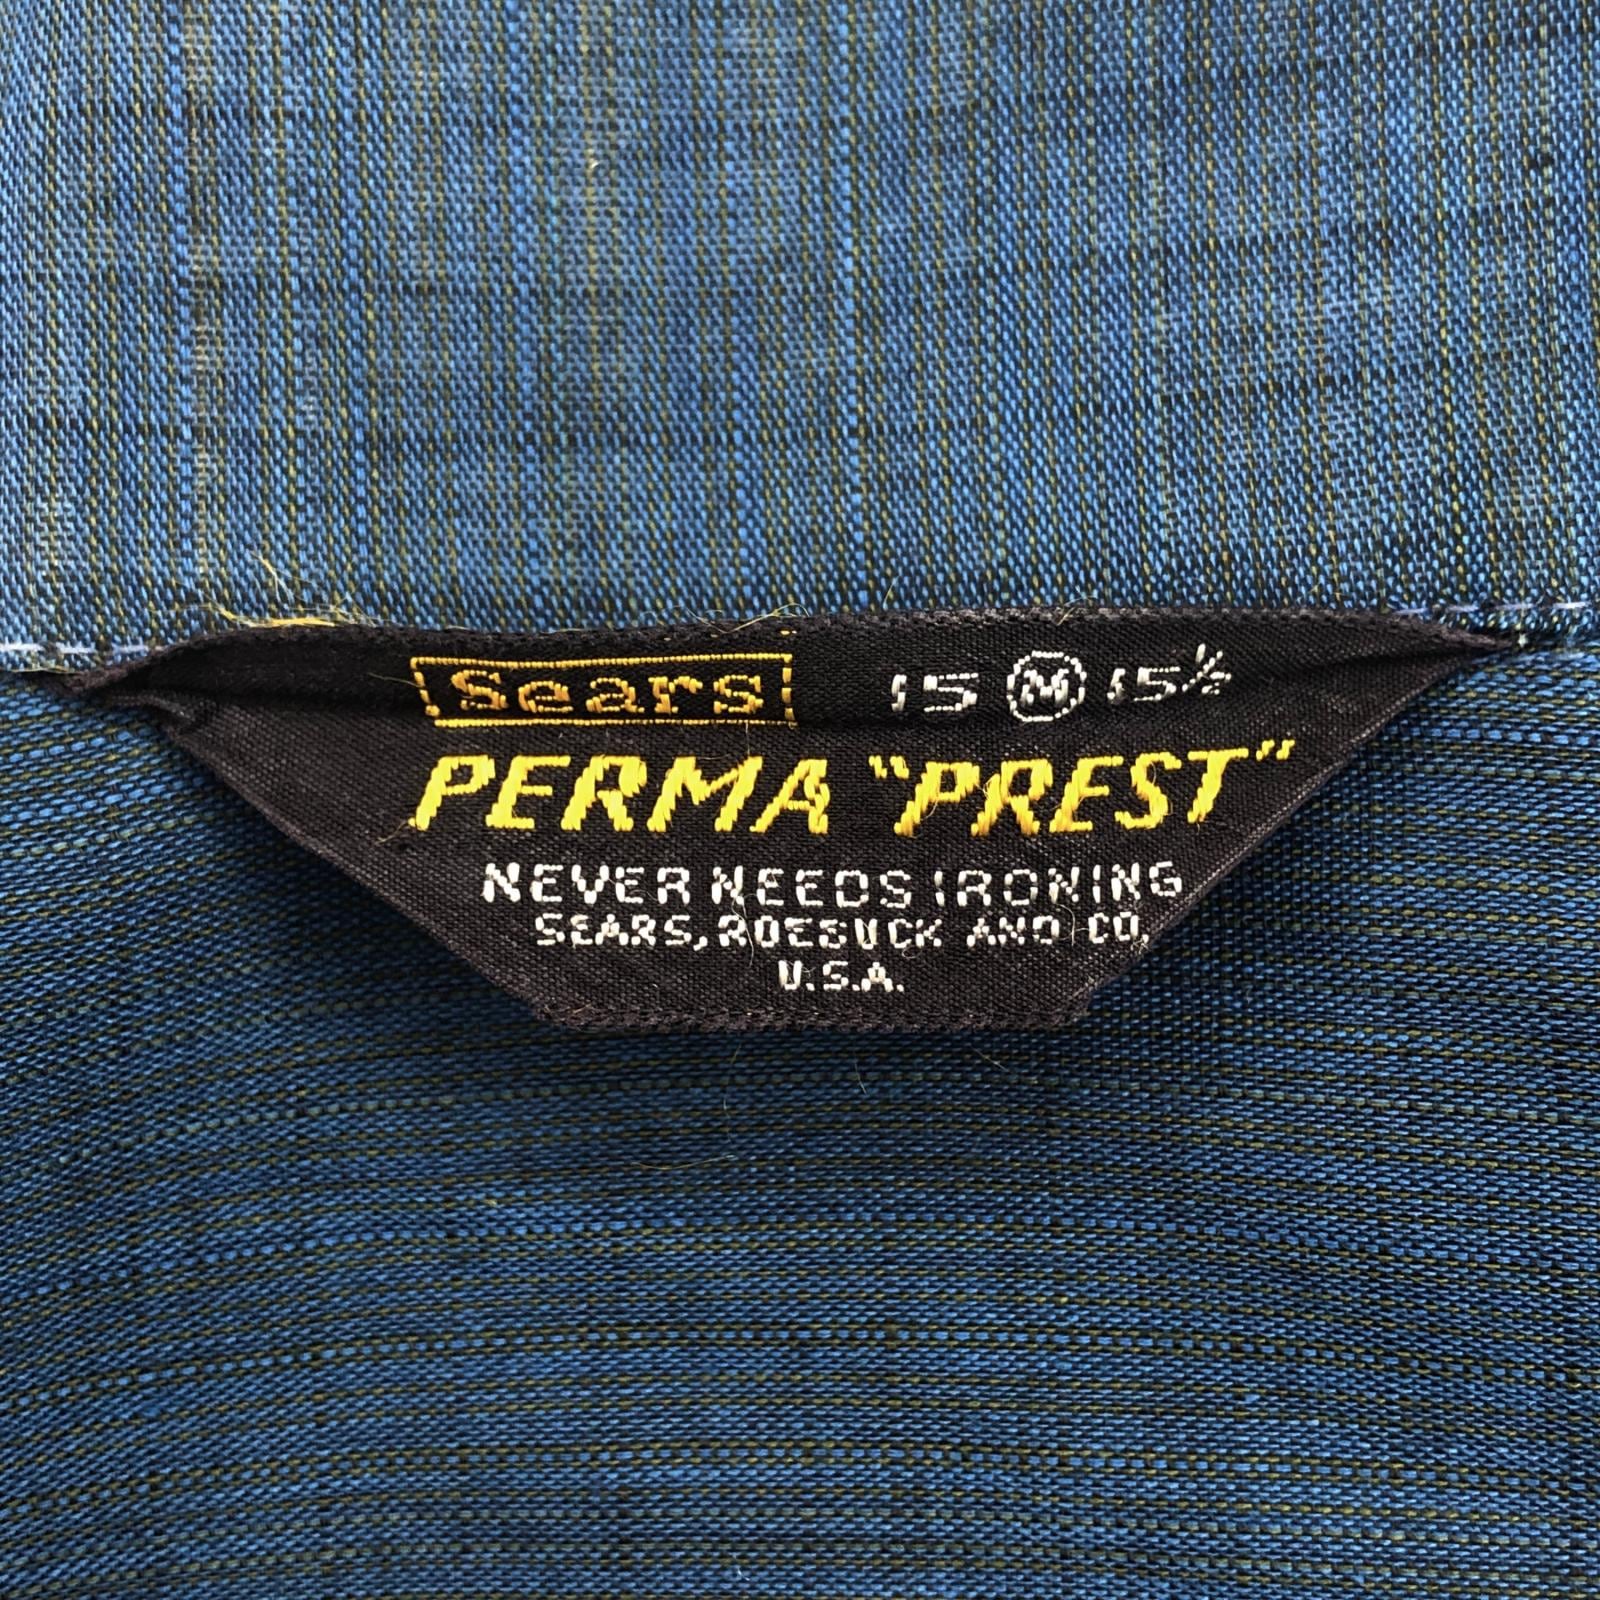 Sears 15 M 15½
PERMA "PREST"
NEVER NEEDS IRONING
SEARS, ROEBUCK AND CO.
U.S.A.